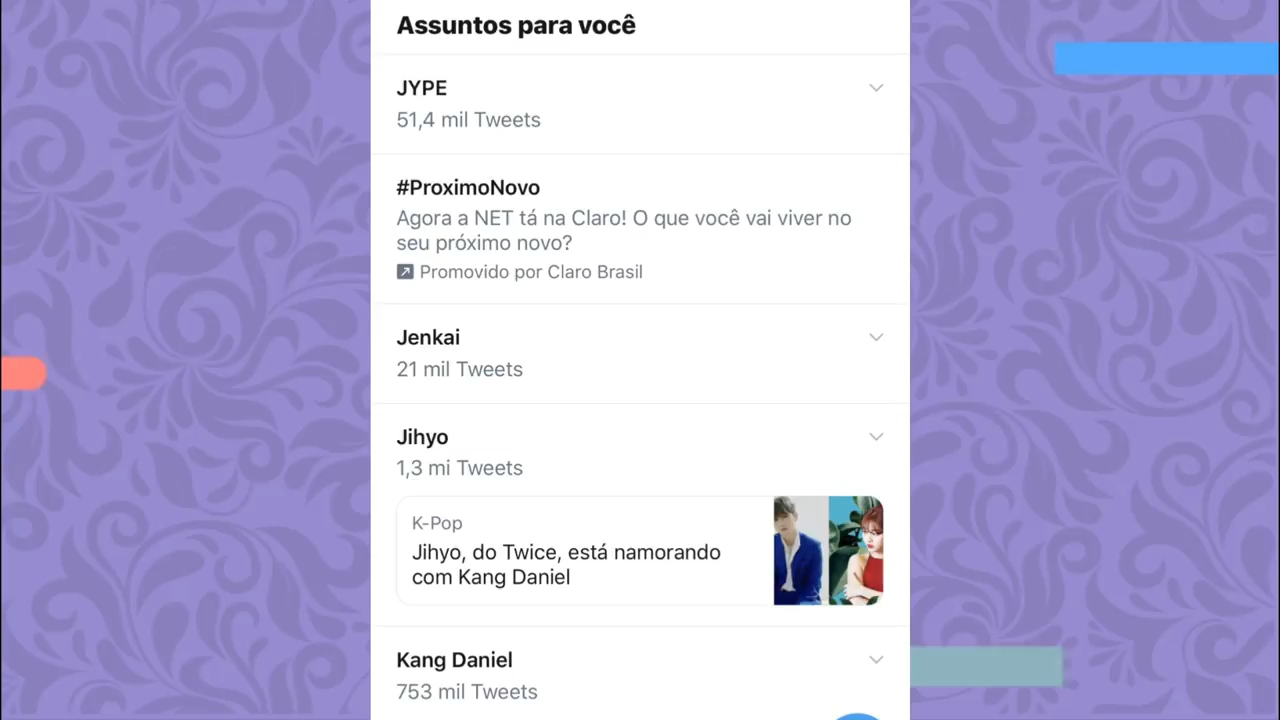 Assuntos para você
JYPE
51,4 mil Tweets
#ProximoNovo
Agora a NET tá na Claro! O que você vai viver no
seu próximo novo?
Promovido por Claro Brasil
Jenkai
21 mil Tweets
Jihyo
1,3 mi Tweets
K-Pop
Jihyo, do Twice, está namorando
com Kang Daniel
Kang Daniel
753 mil Tweets